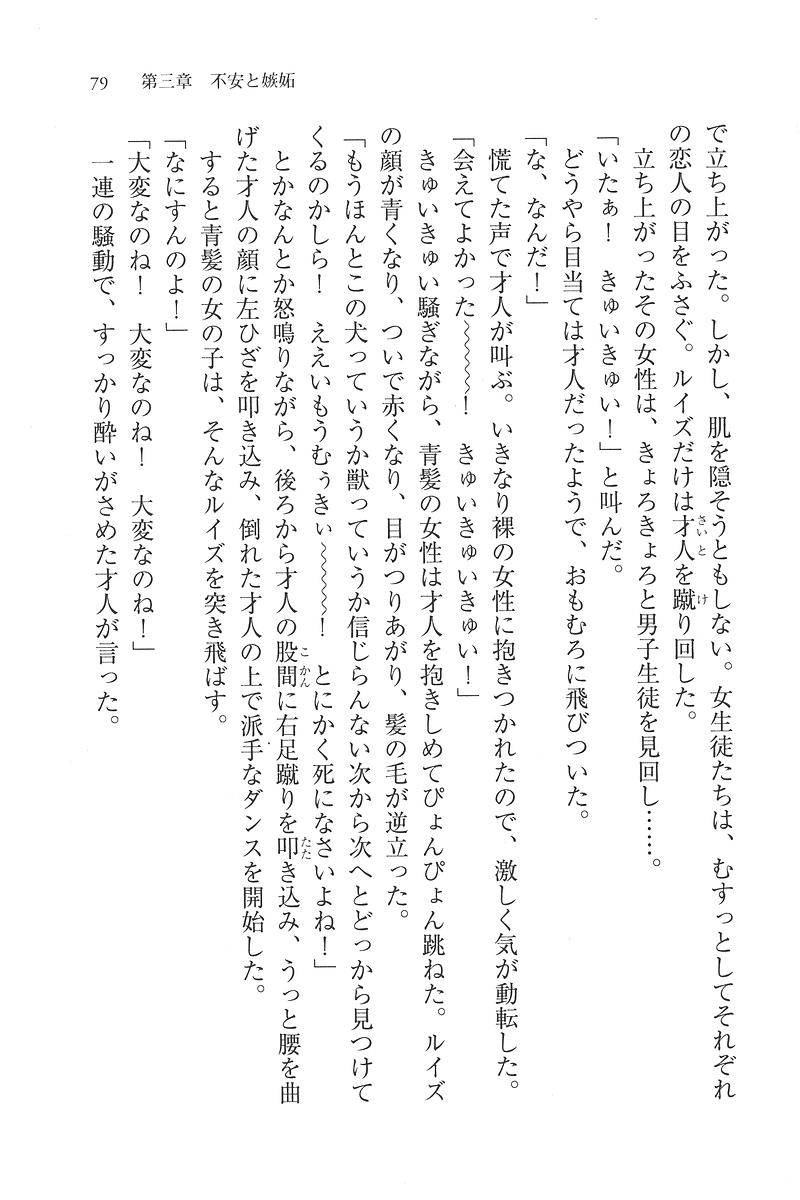 79　第三章　不安と嫉妬
で立ち上がった。しかし、肌を隠そうともしない。女生徒たちは、むすっとしてそれぞれ
の恋人の目をふさぐ。ルイズだけは才人を蹴り回した。
　立ち上がったその女性は、きょろきょろと男子生徒を見回し……。
「いたぁ！　きゅいきゅい！」と叫んだ。
　どうやら目当ては才人だったようで、おもむろに飛びついた。
「な、なんだ！」
　慌てた声で才人が叫ぶ。いきなり裸の女性に抱きつかれたので、激しく気が動転した。
「会えてよかった～～～～！　きゅいきゅいきゅい！」
　きゅいきゅい騒ぎながら、青髪の女性は才人を抱きしめてぴょんぴょん跳ねた。ルイズ
の顔が青くなり、ついで赤くなり、目がつりあがり、髪の毛が逆立った。
「もうほんとこの犬っていうか獣っていうか信じらんない次から次へとどっから見つけて
くるのかしら！　ええいもうむぅきぃ～～～～！　とにかく死になさいよね！」
　とかなんとか怒鳴りながら、後ろから才人の股間に右足蹴りを叩き込み、うっと腰を曲
げた才人の顔に左ひざを叩き込み、倒れた才人の上で派手なダンスを開始した。
　すると青髪の女の子は、そんなルイズを突き飛ばす。
「なにすんのよ！」
「大変なのね！　大変なのね！　大変なのね！」
　一連の騒動で、すっかり酔いがさめた才人が言った。